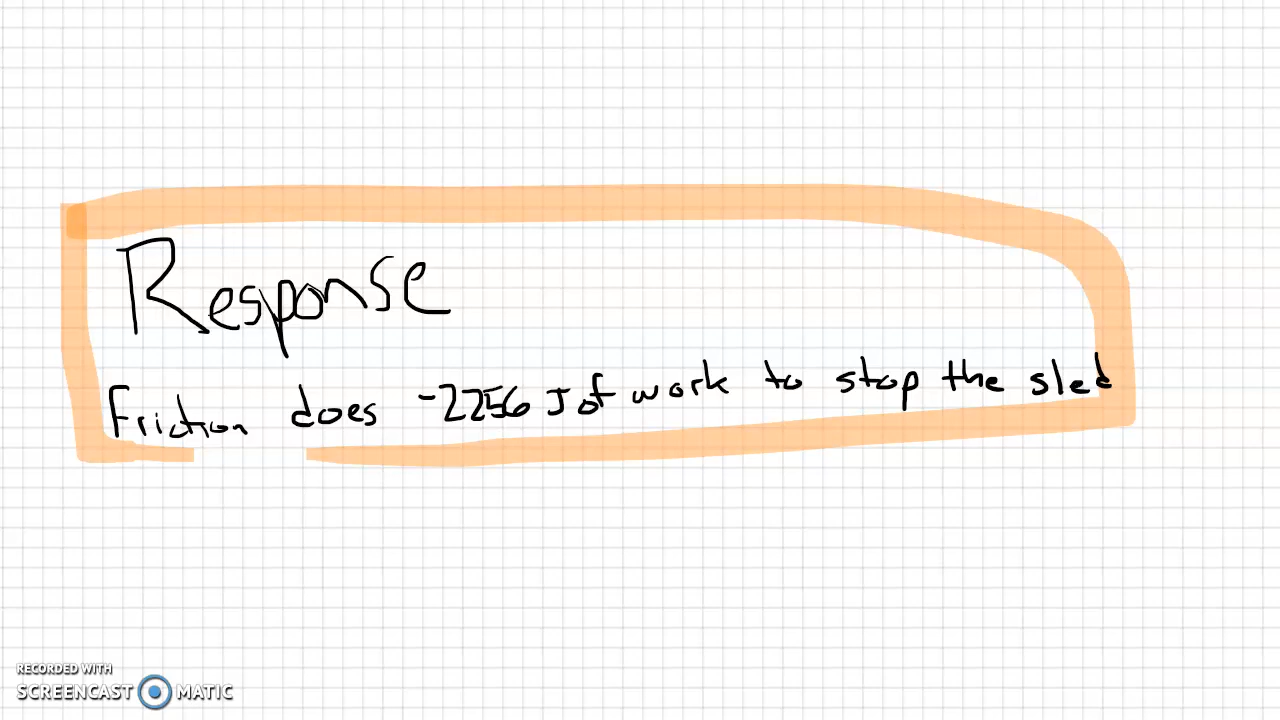 Response
Friction does -2256 J of work to stop the sled
RECORDED WITH
SCREENCAST MATIC